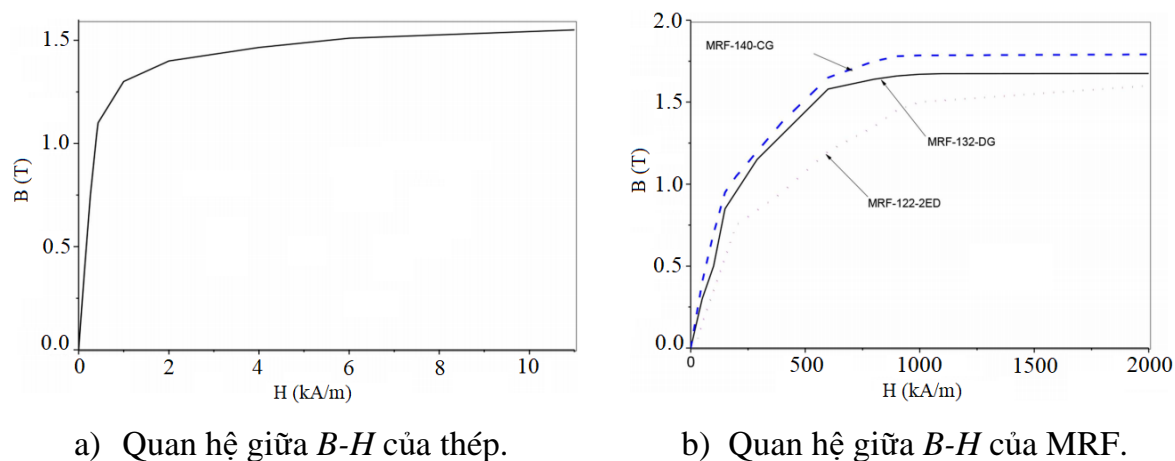 1.5
1.0
0.5
0.0
B (T)
0
2
4
6
8
10
H (kA/m)
2.0
1.5
1.0
0.5
0.0
B (T)
MRF-140-CG
MRF-132-DG
MRF-122-2ED
0
500
1000
1500
2000
H (kA/m)
a) Quan hệ giữa B-H của thép.
b) Quan hệ giữa B-H của MRF.